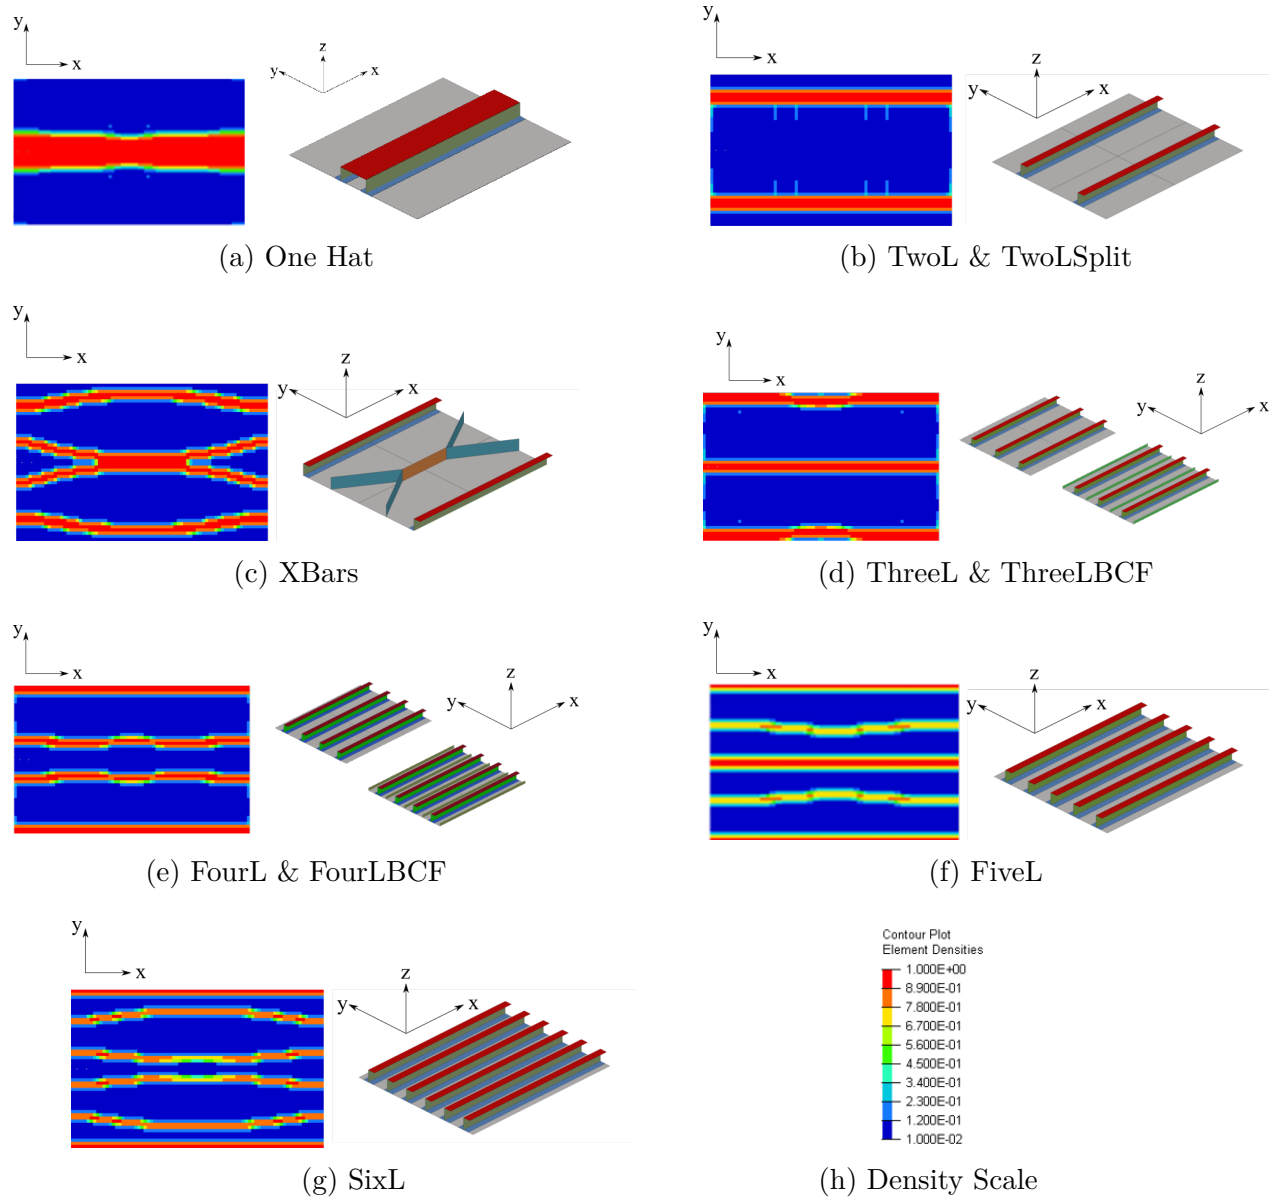 y
x
z
y
x
(a) One Hat
y
x
z
y
x
(b) TwoL & TwoLSplit
y
x
z
y
x
(c) XBars
y
x
z
y
x
(d) ThreeL & ThreeLBCF
y
x
z
y
x
(e) FourL & FourLBCF
y
x
z
y
x
(f) FiveL
y
x
z
y
x
(g) SixL
Contour Plot
Element Densities
1.000E+00
8.900E-01
7.800E-01
6.700E-01
5.600E-01
4.500E-01
3.400E-01
2.300E-01
1.200E-01
1.000E-02
(h) Density Scale